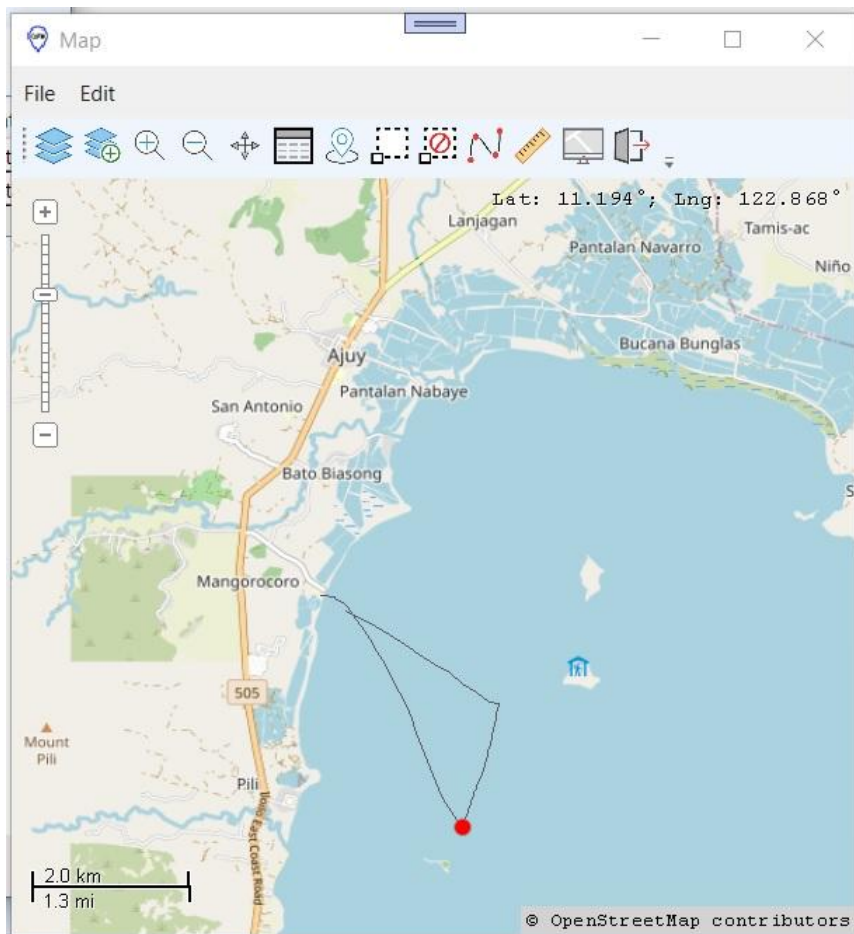 Map
File Edit
Lat: 11.194°; Lng: 122.868°
Lanjagan
Tamis-ac
Pantalan Navarro
Niño
Bucana Bunglas
Ajuy
Pantalan Nabaye
San Antonio
Bato Biasong
Mangorocoro
505
Mount
Pili
Pili
Iloilo East Coast Road
2.0 km
1.3 mi
© OpenStreetMap contributors